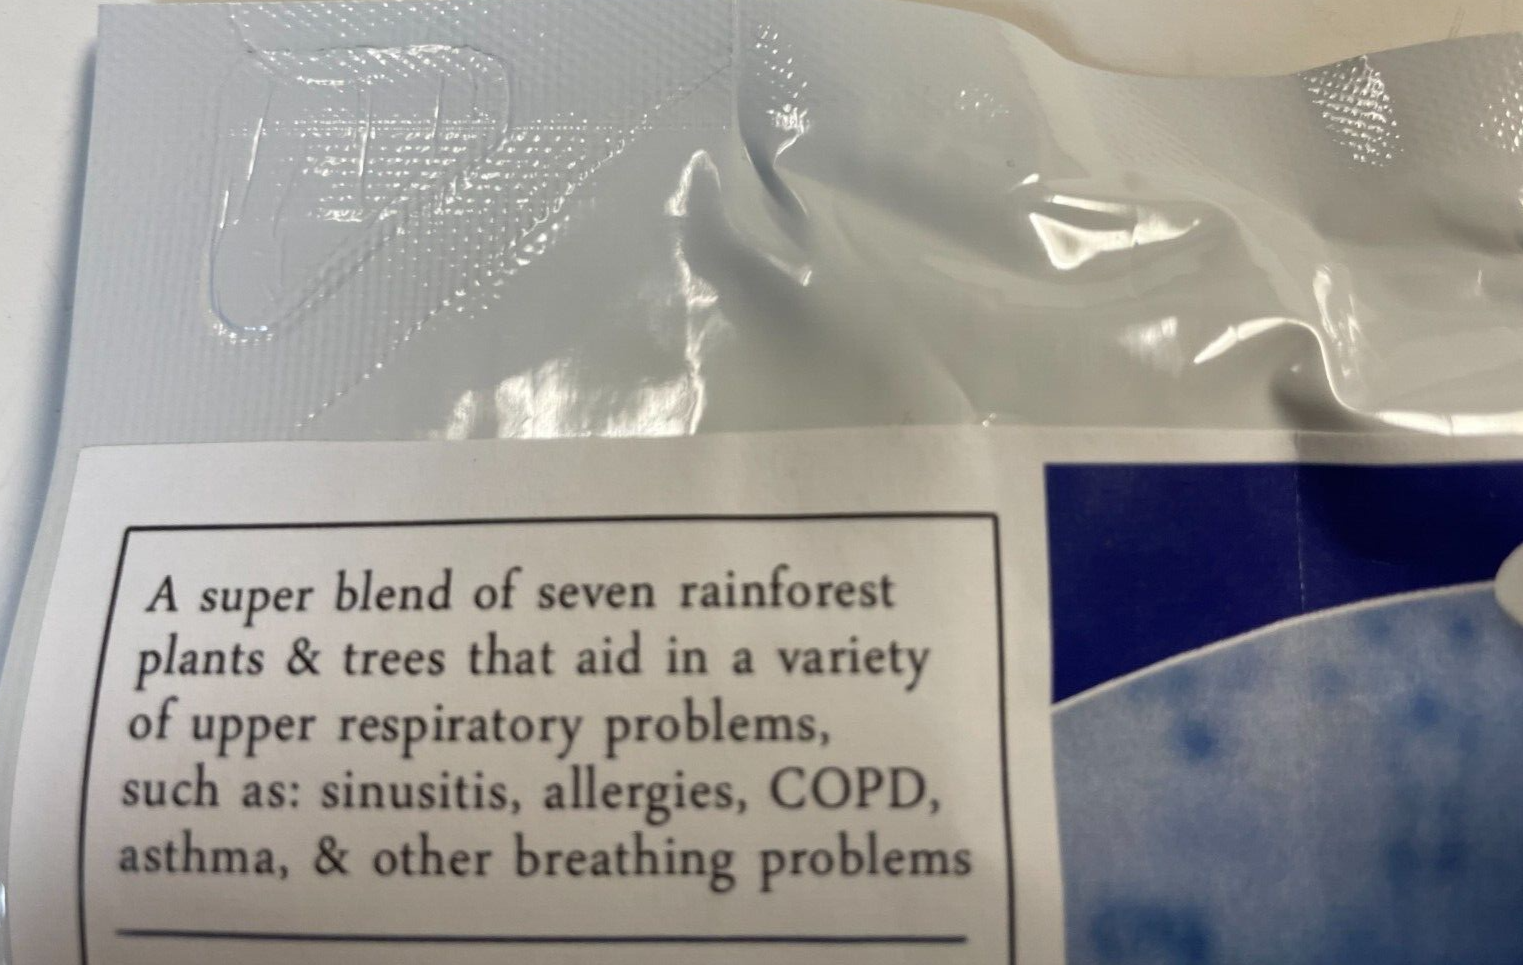 A super blend of seven rainforest
plants & trees that aid in a variety
of upper respiratory problems,
such as: sinusitis, allergies, COPD,
asthma, & other breathing problems